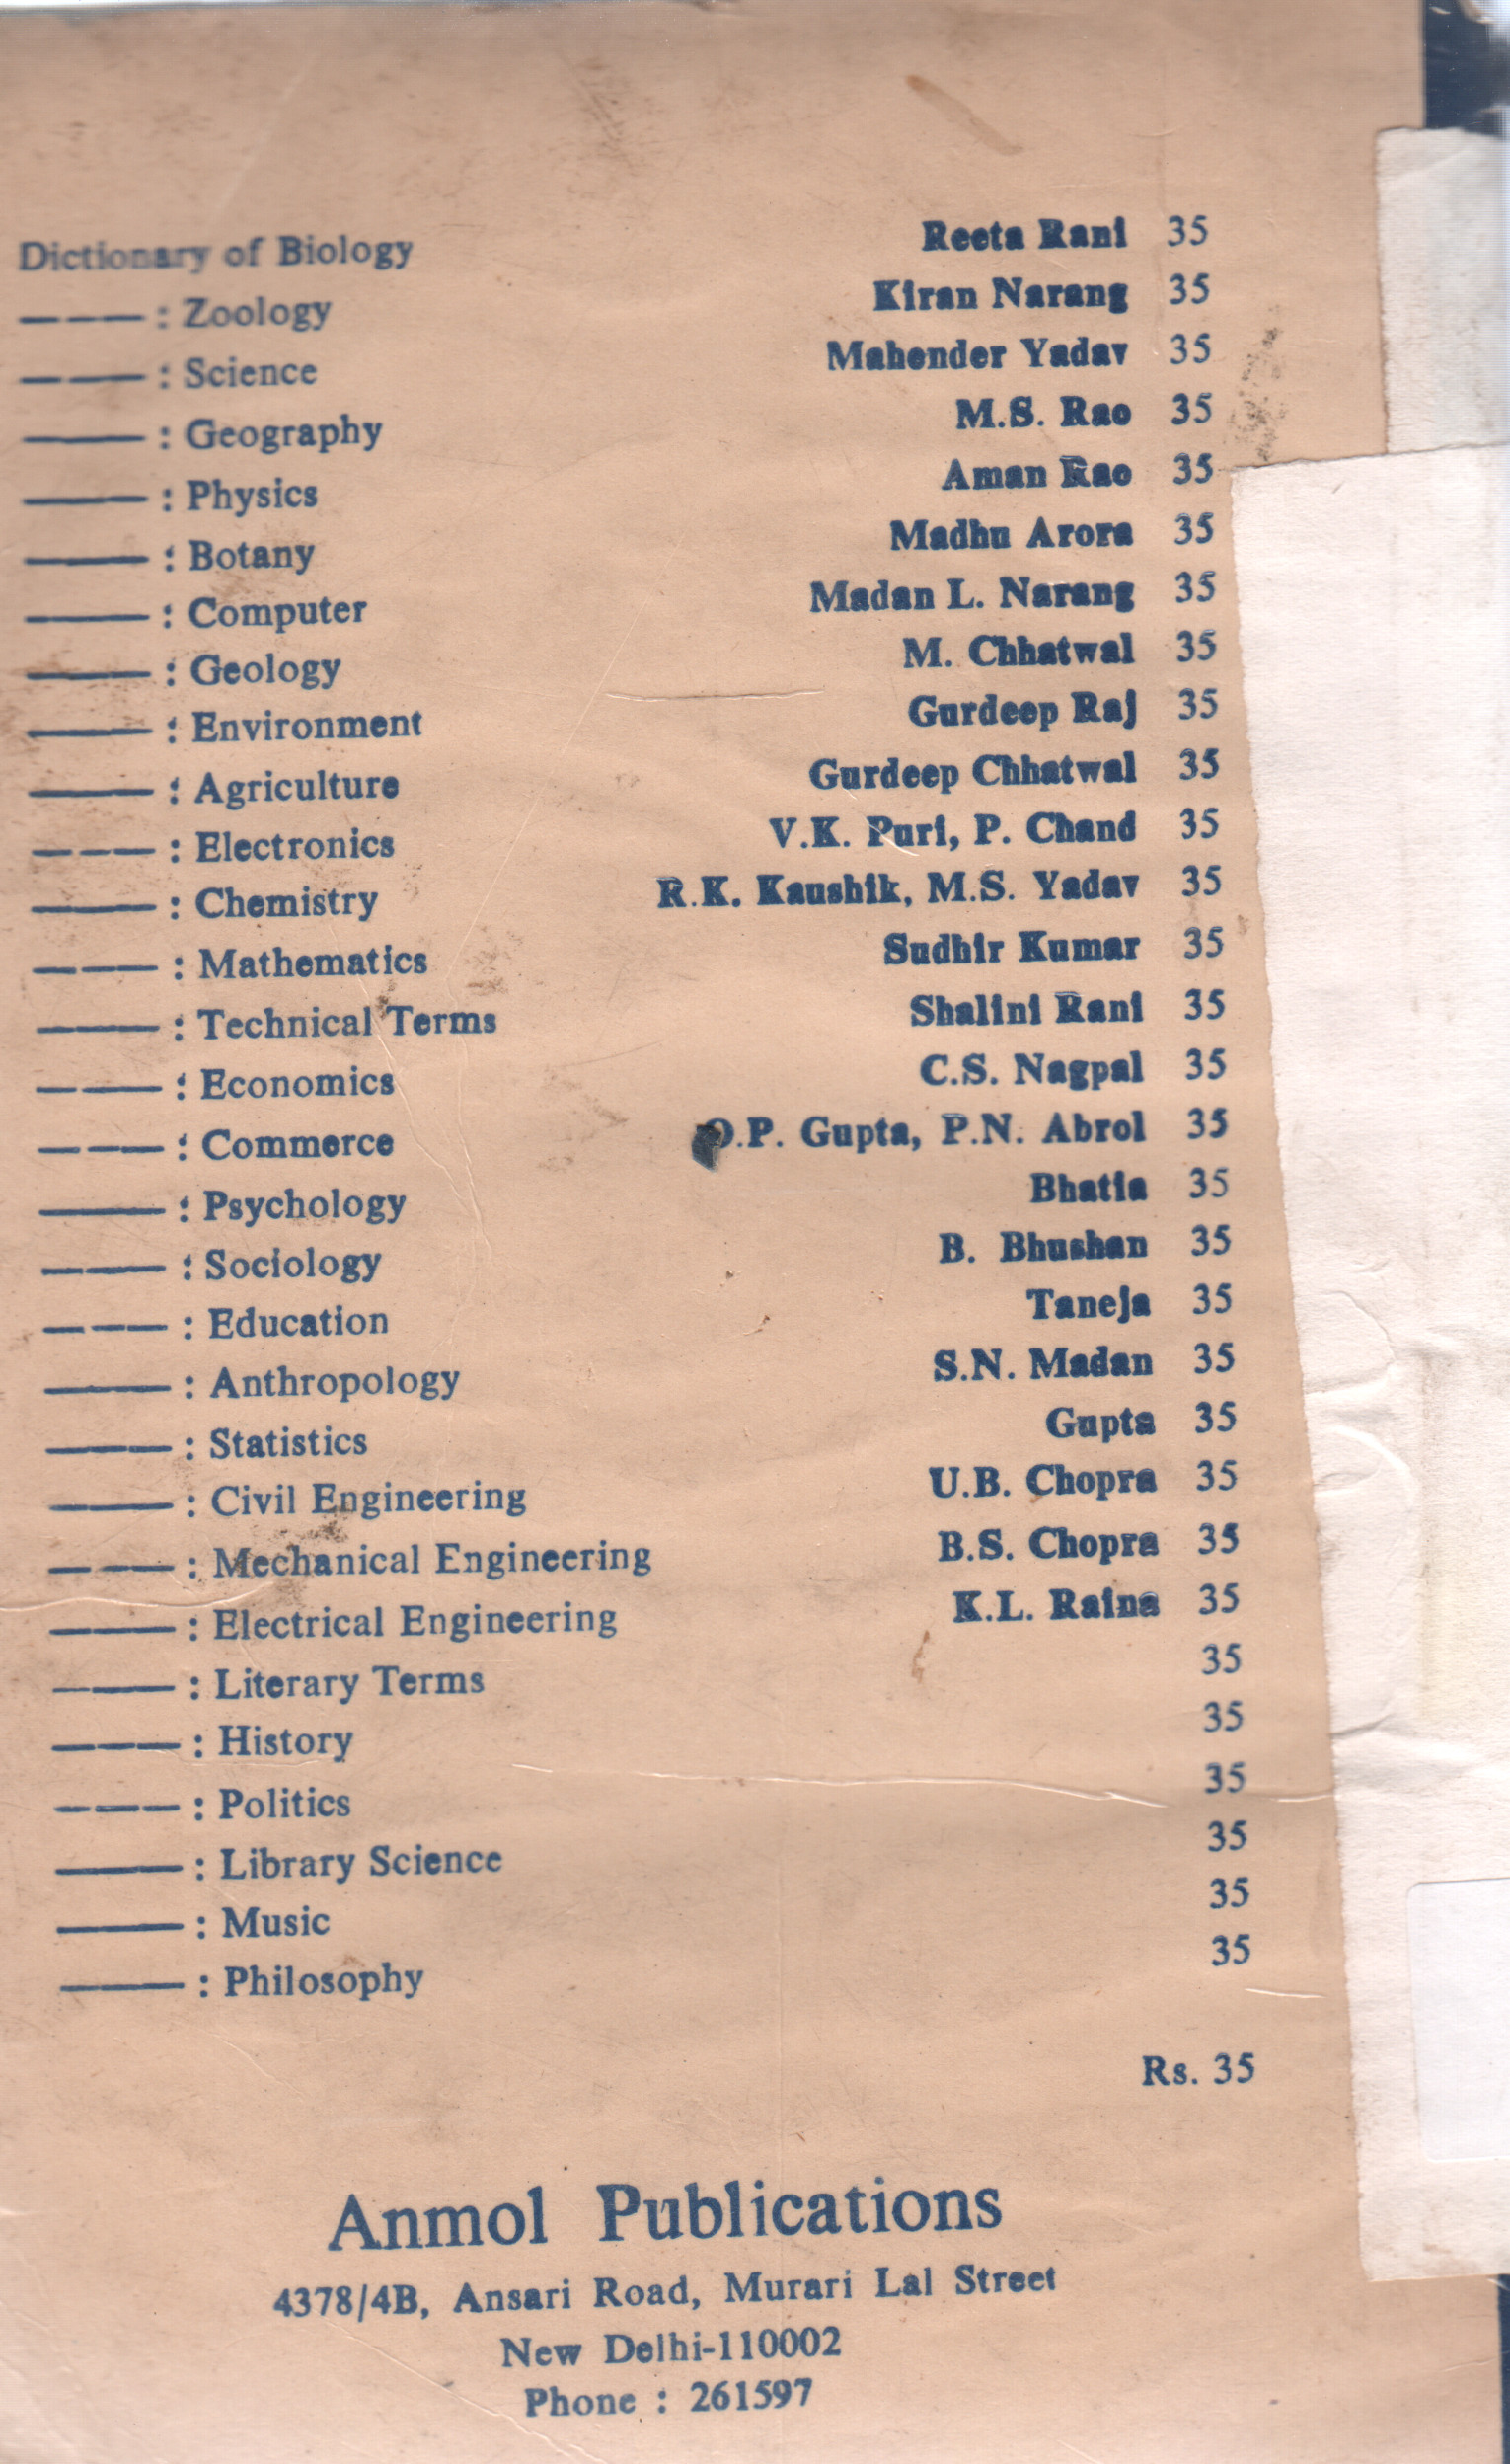 Dictionary of Biology Reeta Rani 35
——— : Zoology Kiran Narang 35
——— : Science Mahender Yadav 35
——— : Geography M.S. Rao 35
——— : Physics Aman Rao 35
——— : Botany Madhu Arora 35
——— : Computer Madan L. Narang 35
——— : Geology M. Chhatwal 35
——— : Environment Gurdeep Raj 35
——— : Agriculture Gurdeep Chhatwal 35
——— : Electronics V.K. Puri, P. Chand 35
——— : Chemistry R.K. Kaushik, M.S. Yadav 35
——— : Mathematics Sudhir Kumar 35
——— : Technical Terms Shalini Rani 35
——— : Economics C.S. Nagpal 35
——— : Commerce O.P. Gupta, P.N. Abrol 35
——— : Psychology Bhatia 35
——— : Sociology B. Bhushan 35
——— : Education Taneja 35
——— : Anthropology S.N. Madan 35
——— : Statistics Gupta 35
——— : Civil Engineering U.B. Chopra 35
——— : Mechanical Engineering B.S. Chopra 35
——— : Electrical Engineering K.L. Raina 35
——— : Literary Terms 35
——— : History 35
——— : Politics 35
——— : Library Science 35
——— : Music 35
——— : Philosophy 35
Rs. 35
Anmol Publications
4378/4B, Ansari Road, Murari Lal Street
New Delhi-110002
Phone : 261597